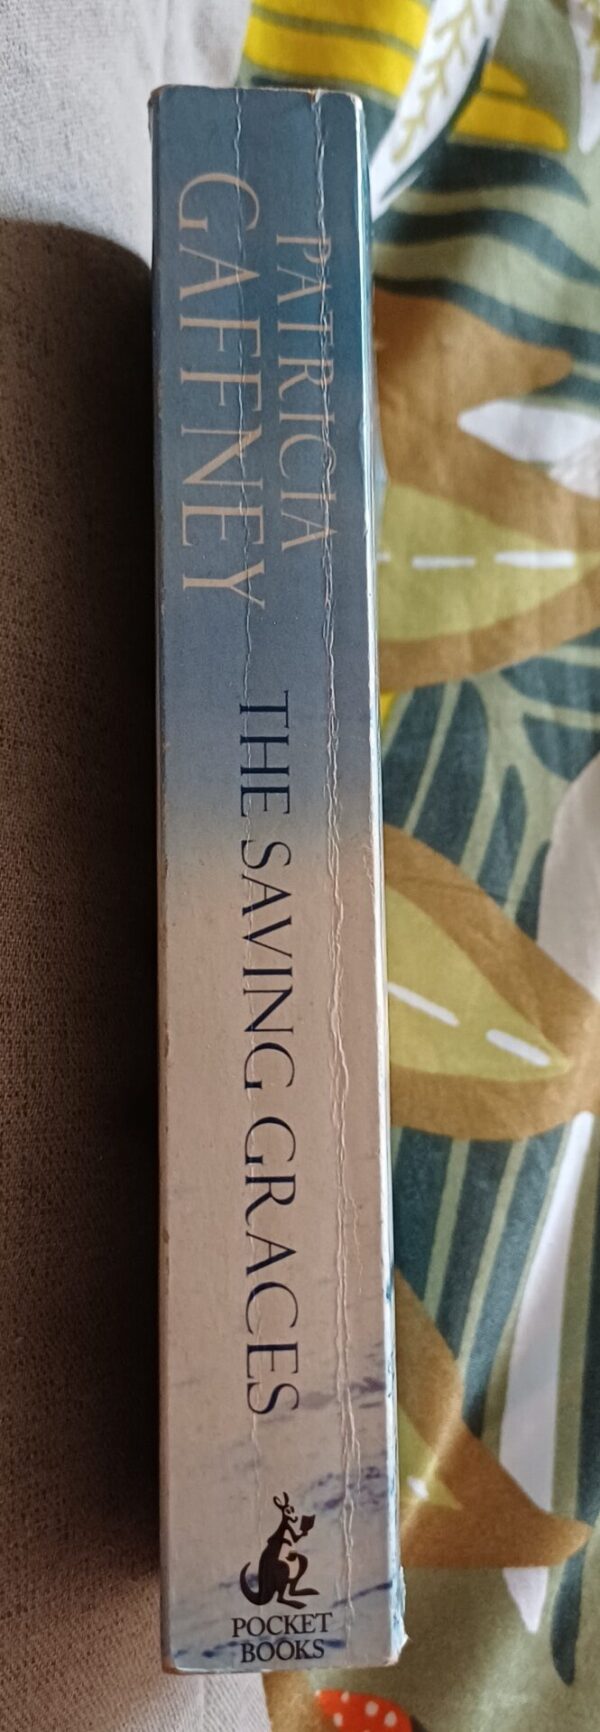 PATRICIA
GAFFNEY
THE SAVING GRACES
POCKET
BOOKS